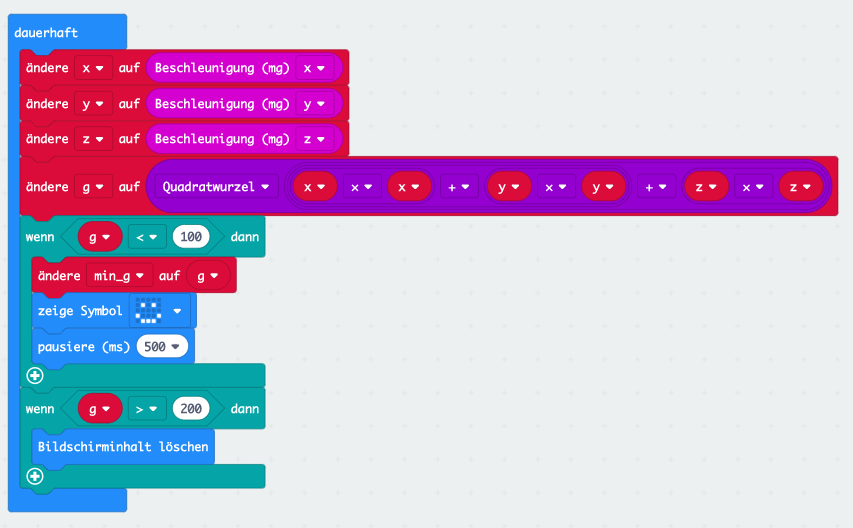 dauerhaft
ändere x auf Beschleunigung (mg) x
ändere y auf Beschleunigung (mg) y
ändere z auf Beschleunigung (mg) z
ändere g auf Quadratwurzel x × x + y × y + z × z
wenn g < 100 dann
ändere min_g auf g
zeige Symbol
pausiere (ms) 500
wenn g > 200 dann
Bildschirminhalt löschen